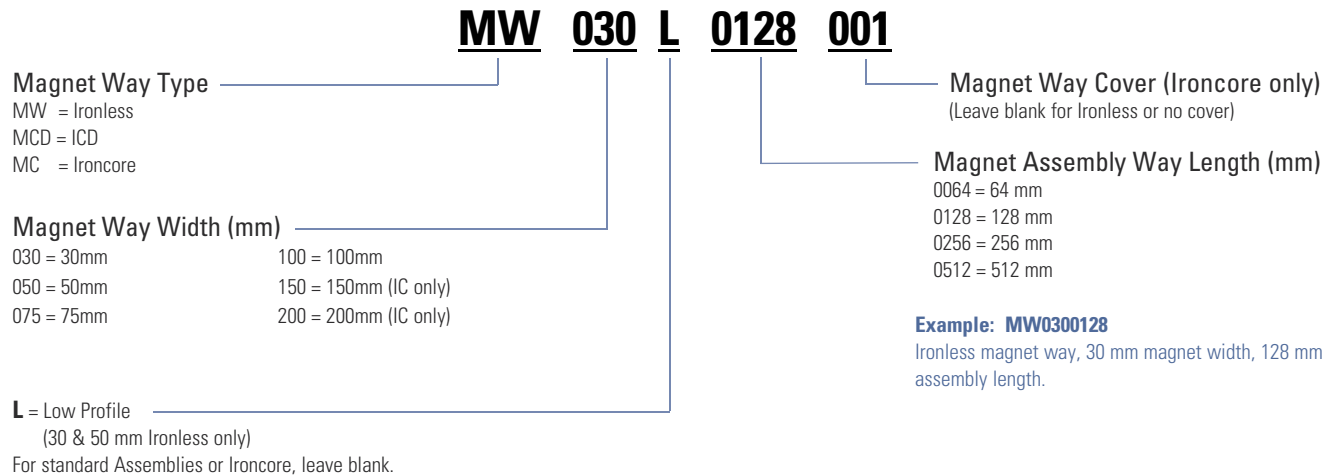 MW 030 L 0128 001
Magnet Way Type
MW = Ironless
MCD = ICD
MC = Ironcore
Magnet Way Width (mm)
030 = 30mm 100 = 100mm
050 = 50mm 150 = 150mm (IC only)
075 = 75mm 200 = 200mm (IC only)
L = Low Profile
(30 & 50 mm Ironless only)
For standard Assemblies or Ironcore, leave blank.
Magnet Way Cover (Ironcore only)
(Leave blank for Ironless or no cover)
Magnet Assembly Way Length (mm)
0064 = 64 mm
0128 = 128 mm
0256 = 256 mm
0512 = 512 mm
Example: MW0300128
Ironless magnet way, 30 mm magnet width, 128 mm
assembly length.